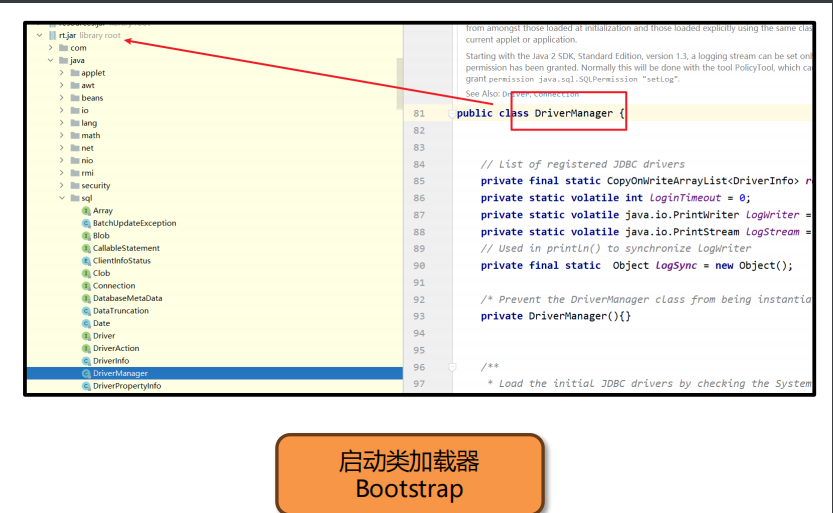 rt.jar library root
com
java
applet
awt
beans
io
lang
math
net
nio
rmi
security
sql
Array
BatchUpdateException
Blob
CallableStatement
ClientInfoStatus
Clob
Connection
DatabaseMetaData
DataTruncation
Date
Driver
DriverAction
DriverInfo
DriverManager
DriverPropertyInfo
from amongst those loaded at initialization and those loaded explicitly using the same clas
current applet or application.
Starting with the Java 2 SDK, Standard Edition, version 1.3, a logging stream can be set onl
permission has been granted. Normally this will be done with the tool PolicyTool, which ca
grant permission java.sql.SQLPermission "setLog".
See Also: Driver, Connection
81 public class DriverManager {
82
83
84 // List of registered JDBC drivers
85 private final static CopyOnWriteArrayList<DriverInfo> r
86 private static volatile int loginTimeout = 0;
87 private static volatile java.io.PrintWriter logWriter =
88 private static volatile java.io.PrintStream logStream =
89 // Used in println() to synchronize logWriter
90 private final static Object logSync = new Object();
91
92 /* Prevent the DriverManager class from being instantia
93 private DriverManager(){}
94
95
96 /**
97 * Load the initial JDBC drivers by checking the System
启动类加载器
Bootstrap